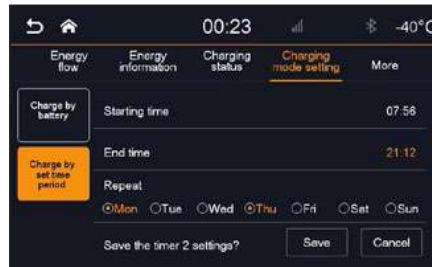 00:23
-40°C
Energy flow
Energy information
Charging status
Charging mode setting
More
Charge by battery
Starting time 07:56
Charge by set time period
End time 21:12
Repeat
Mon Tue Wed Thu Fri Sat Sun
Save the timer 2 settings? Save Cancel